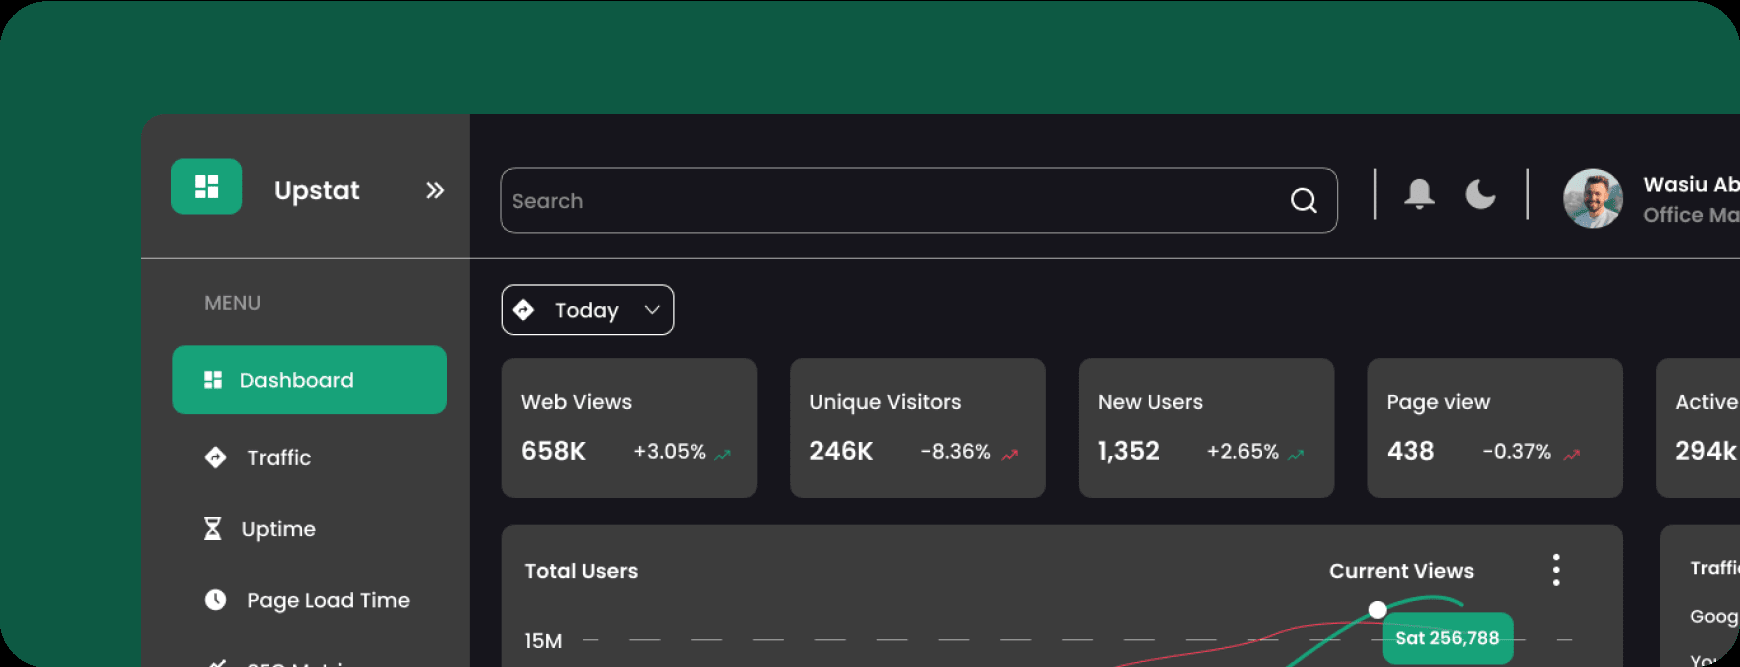 Upstat
Search
Wasiu Ab
Office Ma
MENU
Today
Dashboard
Web Views
658K +3.05%
Unique Visitors
246K -8.36%
New Users
1,352 +2.65%
Page view
438 -0.37%
Active
294k
Traffic
Uptime
Page Load Time
Total Users
Current Views
15M
Sat 256,788
Traffi
Goog